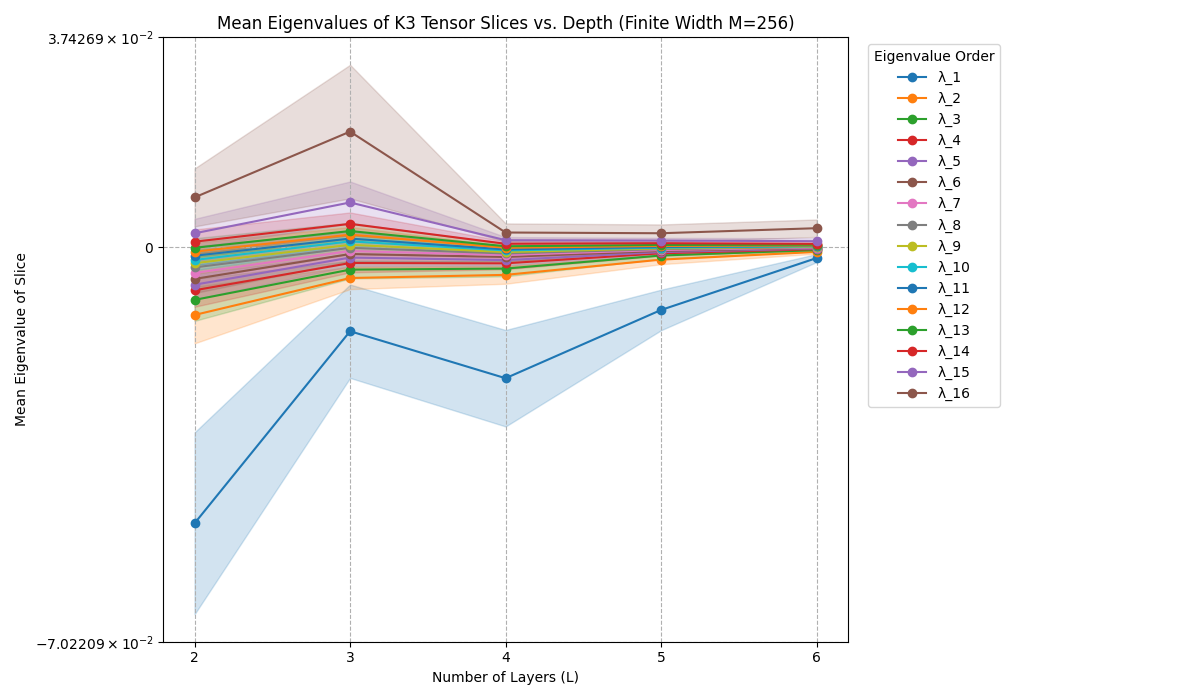 Mean Eigenvalues of K3 Tensor Slices vs. Depth (Finite Width M=256)
3.74269 × 10⁻²
0
−7.02209 × 10⁻²
Mean Eigenvalue of Slice
2 3 4 5 6
Number of Layers (L)
Eigenvalue Order
λ_1
λ_2
λ_3
λ_4
λ_5
λ_6
λ_7
λ_8
λ_9
λ_10
λ_11
λ_12
λ_13
λ_14
λ_15
λ_16